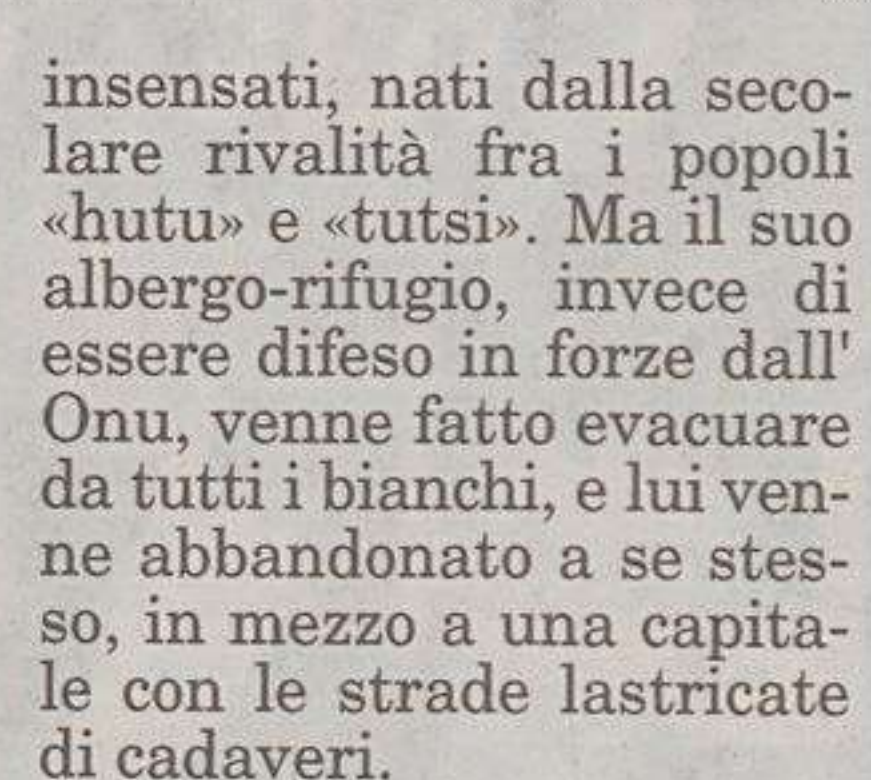 insensati, nati dalla seco-
lare rivalità fra i popoli
«hutu» e «tutsi». Ma il suo
albergo-rifugio, invece di
essere difeso in forze dall'
Onu, venne fatto evacuare
da tutti i bianchi, e lui ven-
ne abbandonato a se stes-
so, in mezzo a una capita-
le con le strade lastricate
di cadaveri.